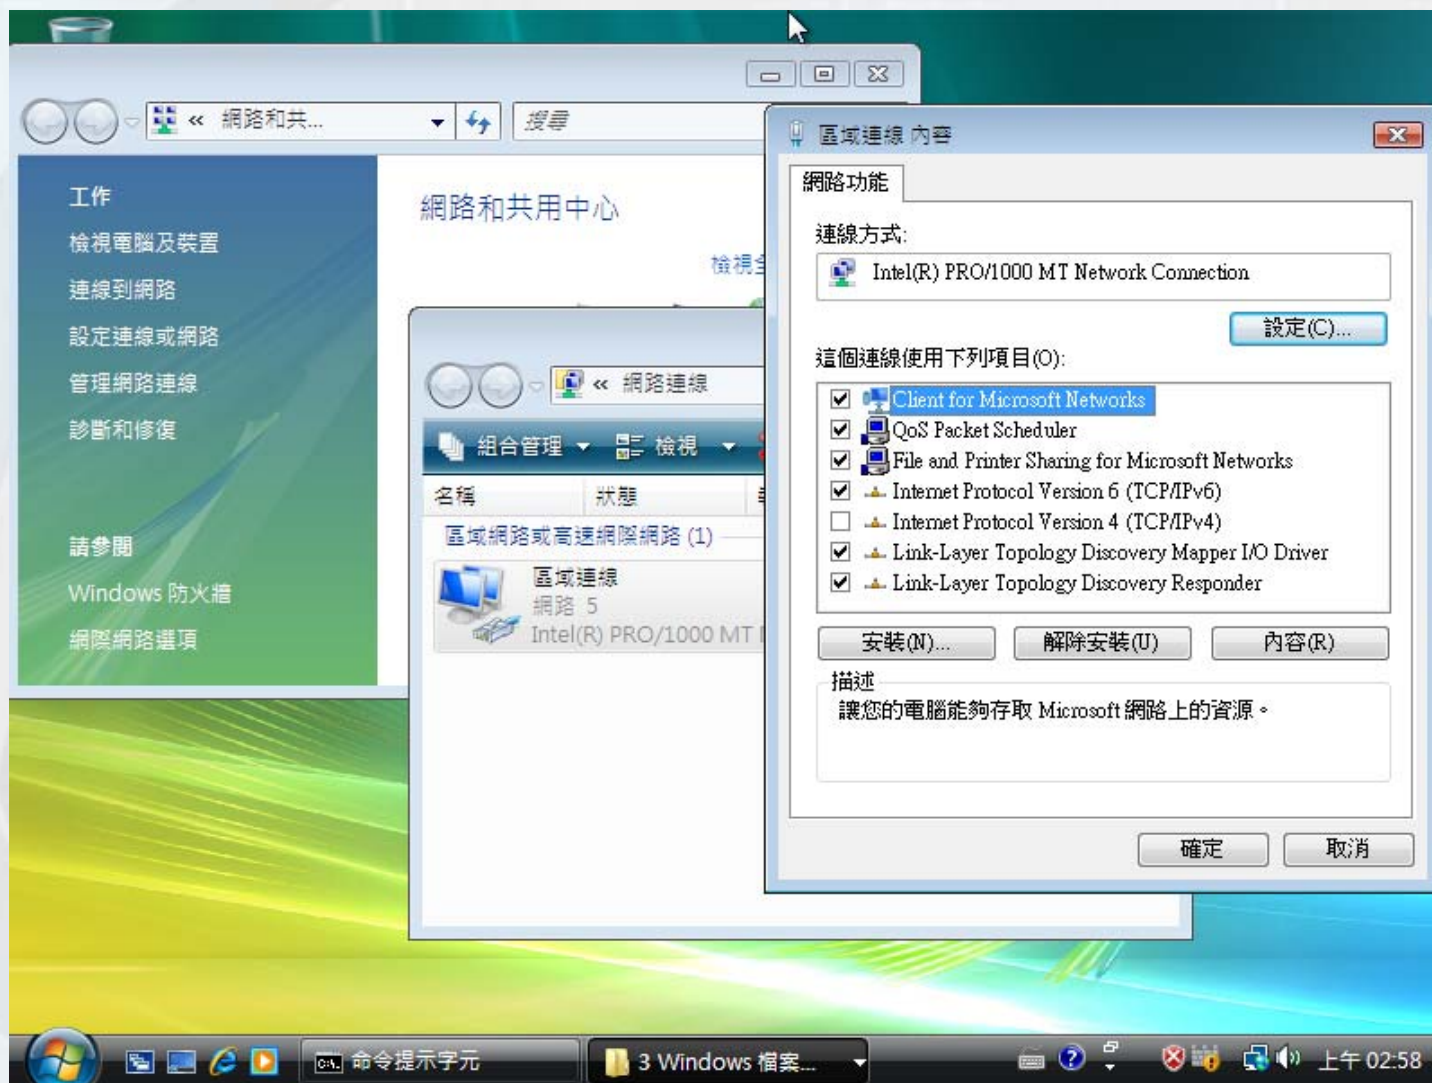 « 網路和共...
搜尋
工作
檢視電腦及裝置
連線到網路
設定連線或網路
管理網路連線
診斷和修復
請參閱
Windows 防火牆
網際網路選項
網路和共用中心
檢視全
« 網路連線
組合管理
檢視
名稱
狀態
區域網路或高速網際網路 (1)
區域連線
網路 5
Intel(R) PRO/1000 MT
區域連線 內容
網路功能
連線方式:
Intel(R) PRO/1000 MT Network Connection
設定(C)...
這個連線使用下列項目(O):
Client for Microsoft Networks
QoS Packet Scheduler
File and Printer Sharing for Microsoft Networks
Internet Protocol Version 6 (TCP/IPv6)
Internet Protocol Version 4 (TCP/IPv4)
Link-Layer Topology Discovery Mapper I/O Driver
Link-Layer Topology Discovery Responder
安裝(N)...
解除安裝(U)
內容(R)
描述
讓您的電腦能夠存取 Microsoft 網路上的資源。
確定
取消
命令提示字元
3 Windows 檔案...
上午 02:58